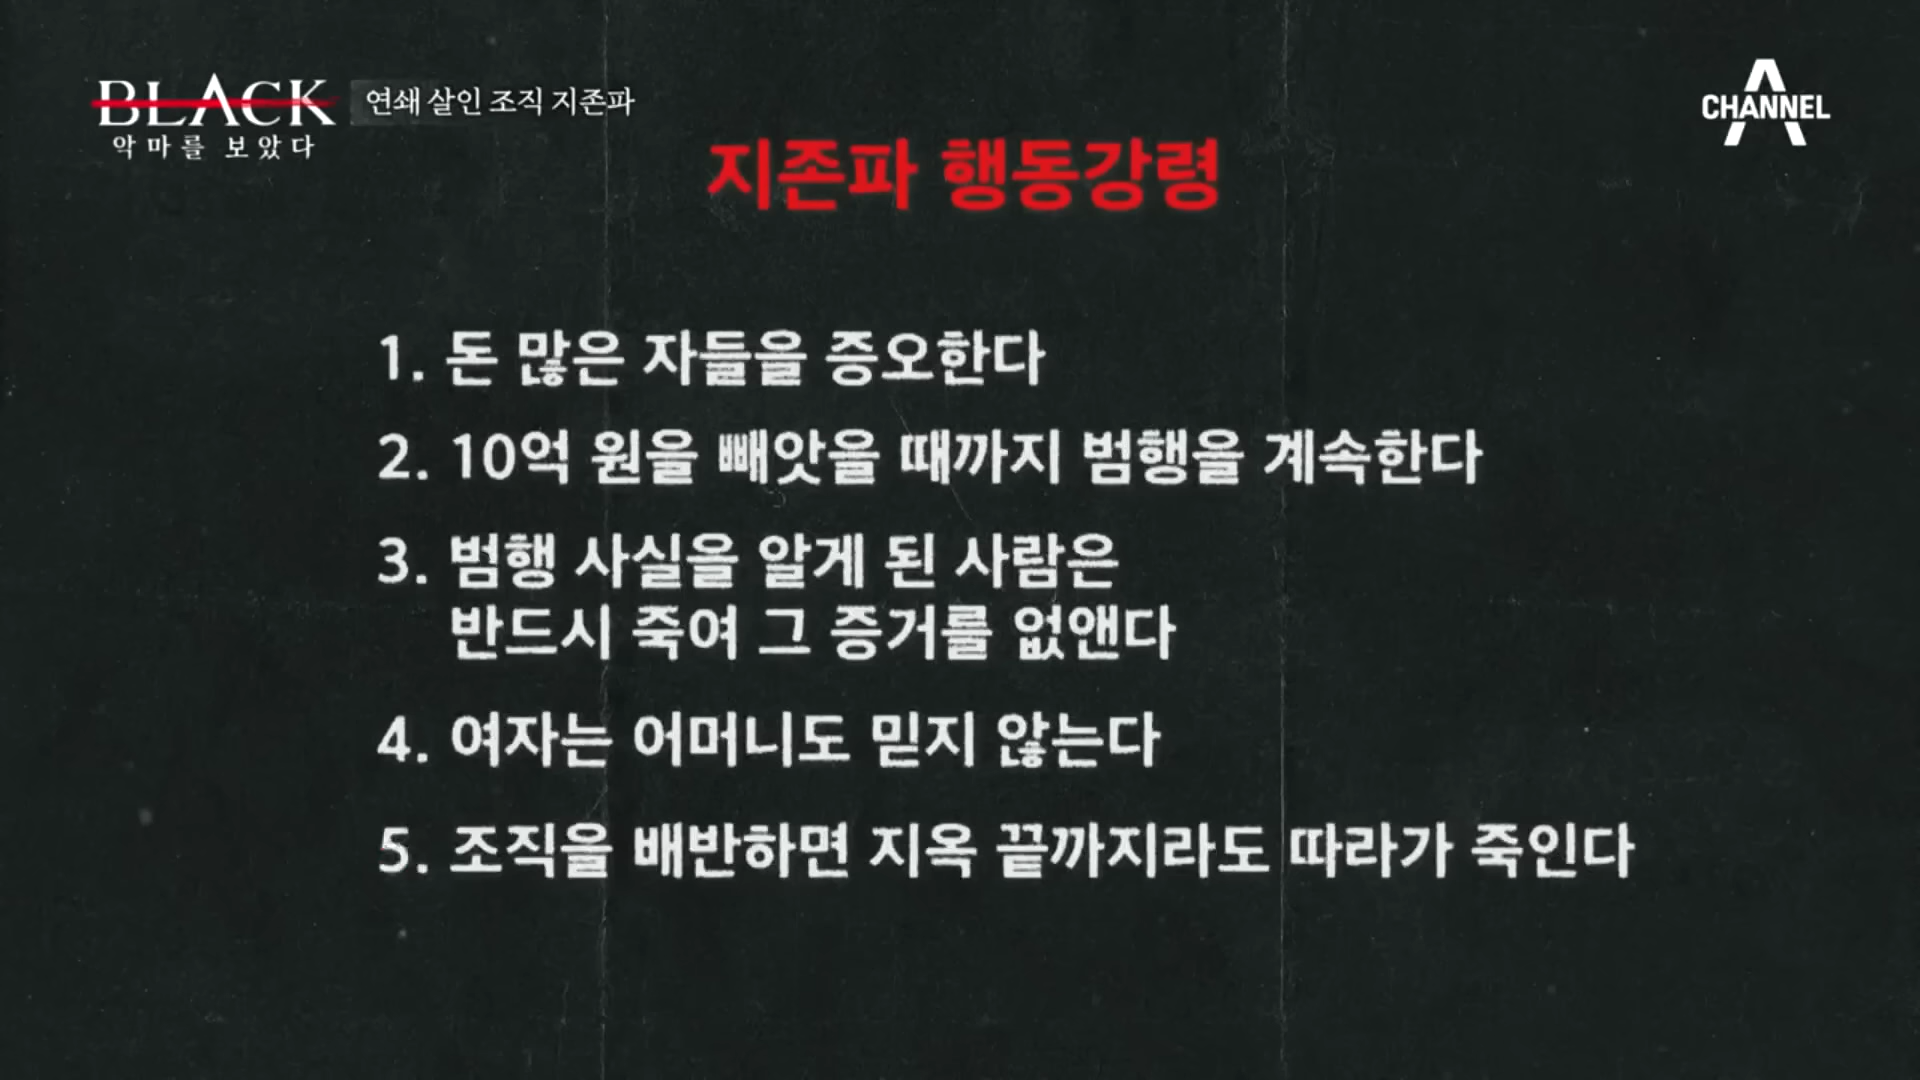 BLACK
악마를 보았다
연쇄 살인 조직 지존파
CHANNEL A
지존파 행동강령
1. 돈 많은 자들을 증오한다
2. 10억 원을 빼앗을 때까지 범행을 계속한다
3. 범행 사실을 알게 된 사람은
반드시 죽여 그 증거를 없앤다
4. 여자는 어머니도 믿지 않는다
5. 조직을 배반하면 지옥 끝까지라도 따라가 죽인다